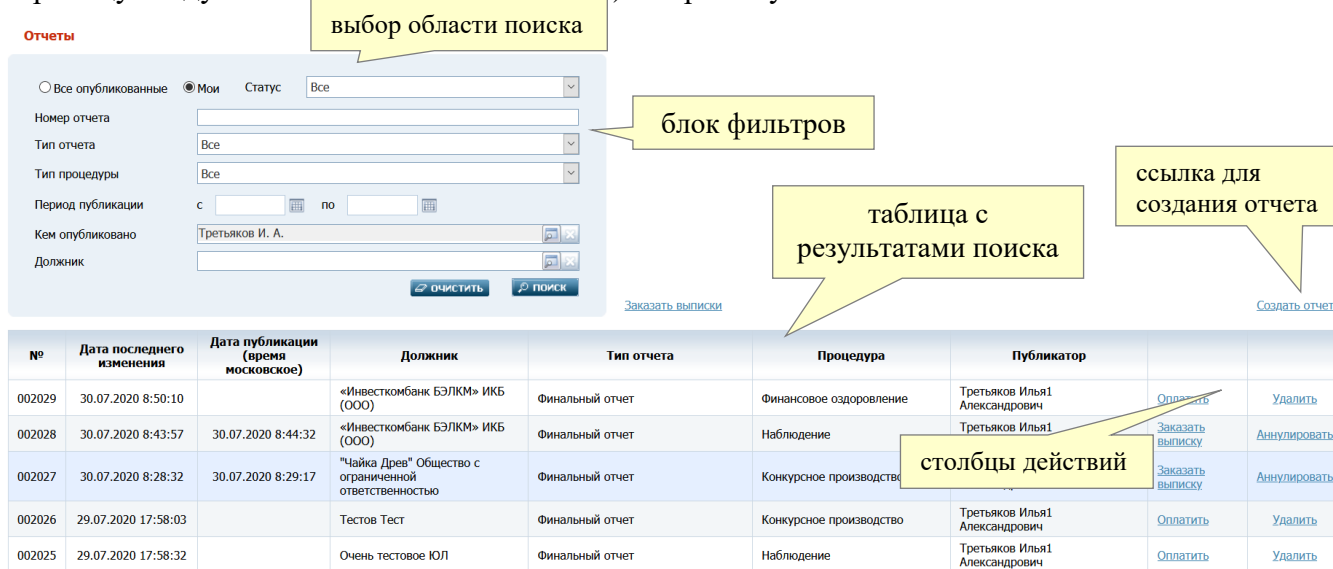 выбор области поиска
Отчеты
Все опубликованные Мои Статус Все
Номер отчета
блок фильтров
Тип отчета Все
Тип процедуры Все
ссылка для
создания отчета
Период публикации с по
таблица с
результатами поиска
Кем опубликовано Третьяков И. А.
Должник
ОЧИСТИТЬ ПОИСК
Заказать выписки Создать отчет
№ Дата последнего изменения Дата публикации (время московское) Должник Тип отчета Процедура Публикатор
002029 30.07.2020 8:50:10 «Инвесткомбанк БЭЛКМ» ИКБ (ООО) Финальный отчет Финансовое оздоровление Третьяков Илья1 Александрович Оплатить Удалить
002028 30.07.2020 8:43:57 30.07.2020 8:44:32 «Инвесткомбанк БЭЛКМ» ИКБ (ООО) Финальный отчет Наблюдение Третьяков Илья1 Заказать выписку Аннулировать
столбцы действий
002027 30.07.2020 8:28:32 30.07.2020 8:29:17 "Чайка Древ" Общество с ограниченной ответственностью Финальный отчет Конкурсное производство Заказать выписку Аннулировать
002026 29.07.2020 17:58:03 Тестов Тест Финальный отчет Конкурсное производство Третьяков Илья1 Александрович Оплатить Удалить
002025 29.07.2020 17:58:32 Очень тестовое ЮЛ Финальный отчет Наблюдение Третьяков Илья1 Александрович Оплатить Удалить